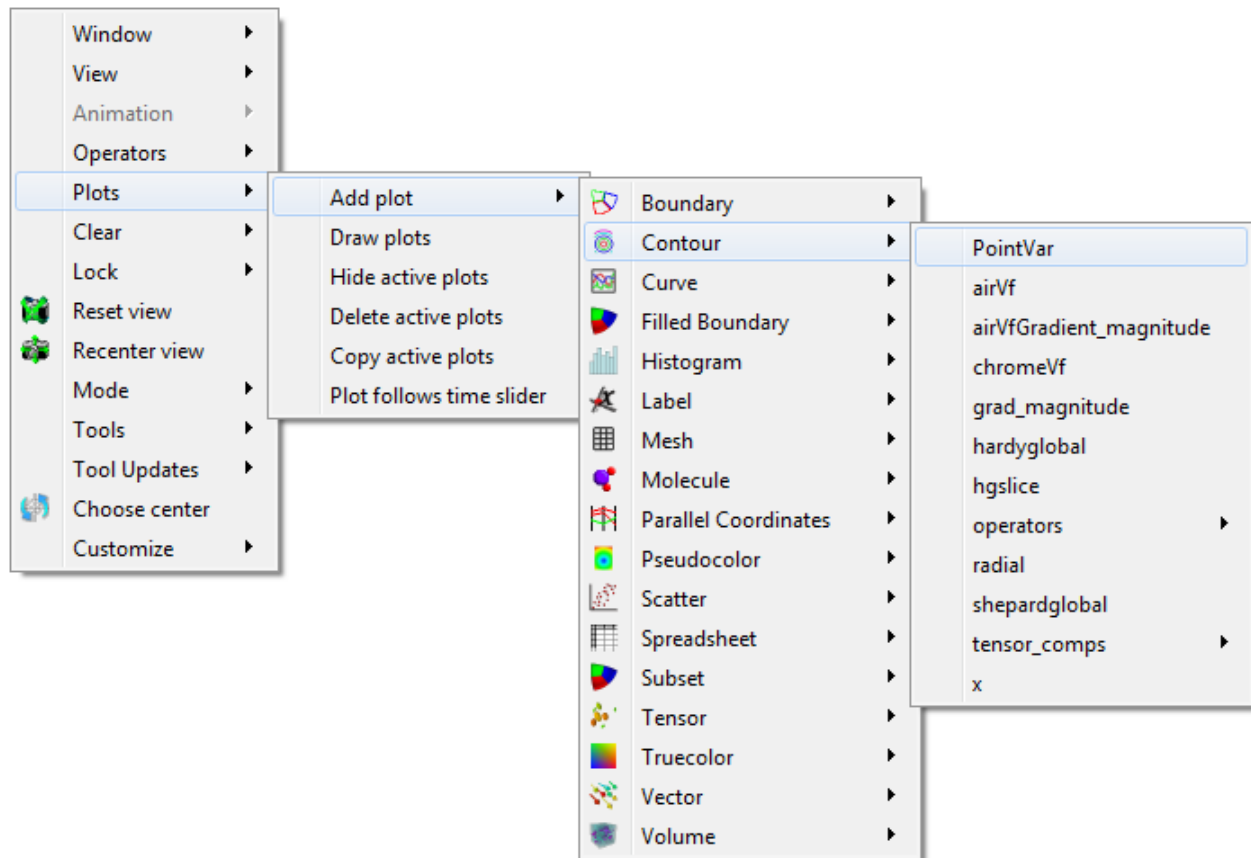 Window
View
Animation
Operators
Plots
Clear
Lock
Reset view
Recenter view
Mode
Tools
Tool Updates
Choose center
Customize
Add plot
Draw plots
Hide active plots
Delete active plots
Copy active plots
Plot follows time slider
Boundary
Contour
Curve
Filled Boundary
Histogram
Label
Mesh
Molecule
Parallel Coordinates
Pseudocolor
Scatter
Spreadsheet
Subset
Tensor
Truecolor
Vector
Volume
PointVar
airVf
airVfGradient_magnitude
chromeVf
grad_magnitude
hardyglobal
hgslice
operators
radial
shepardglobal
tensor_comps
x